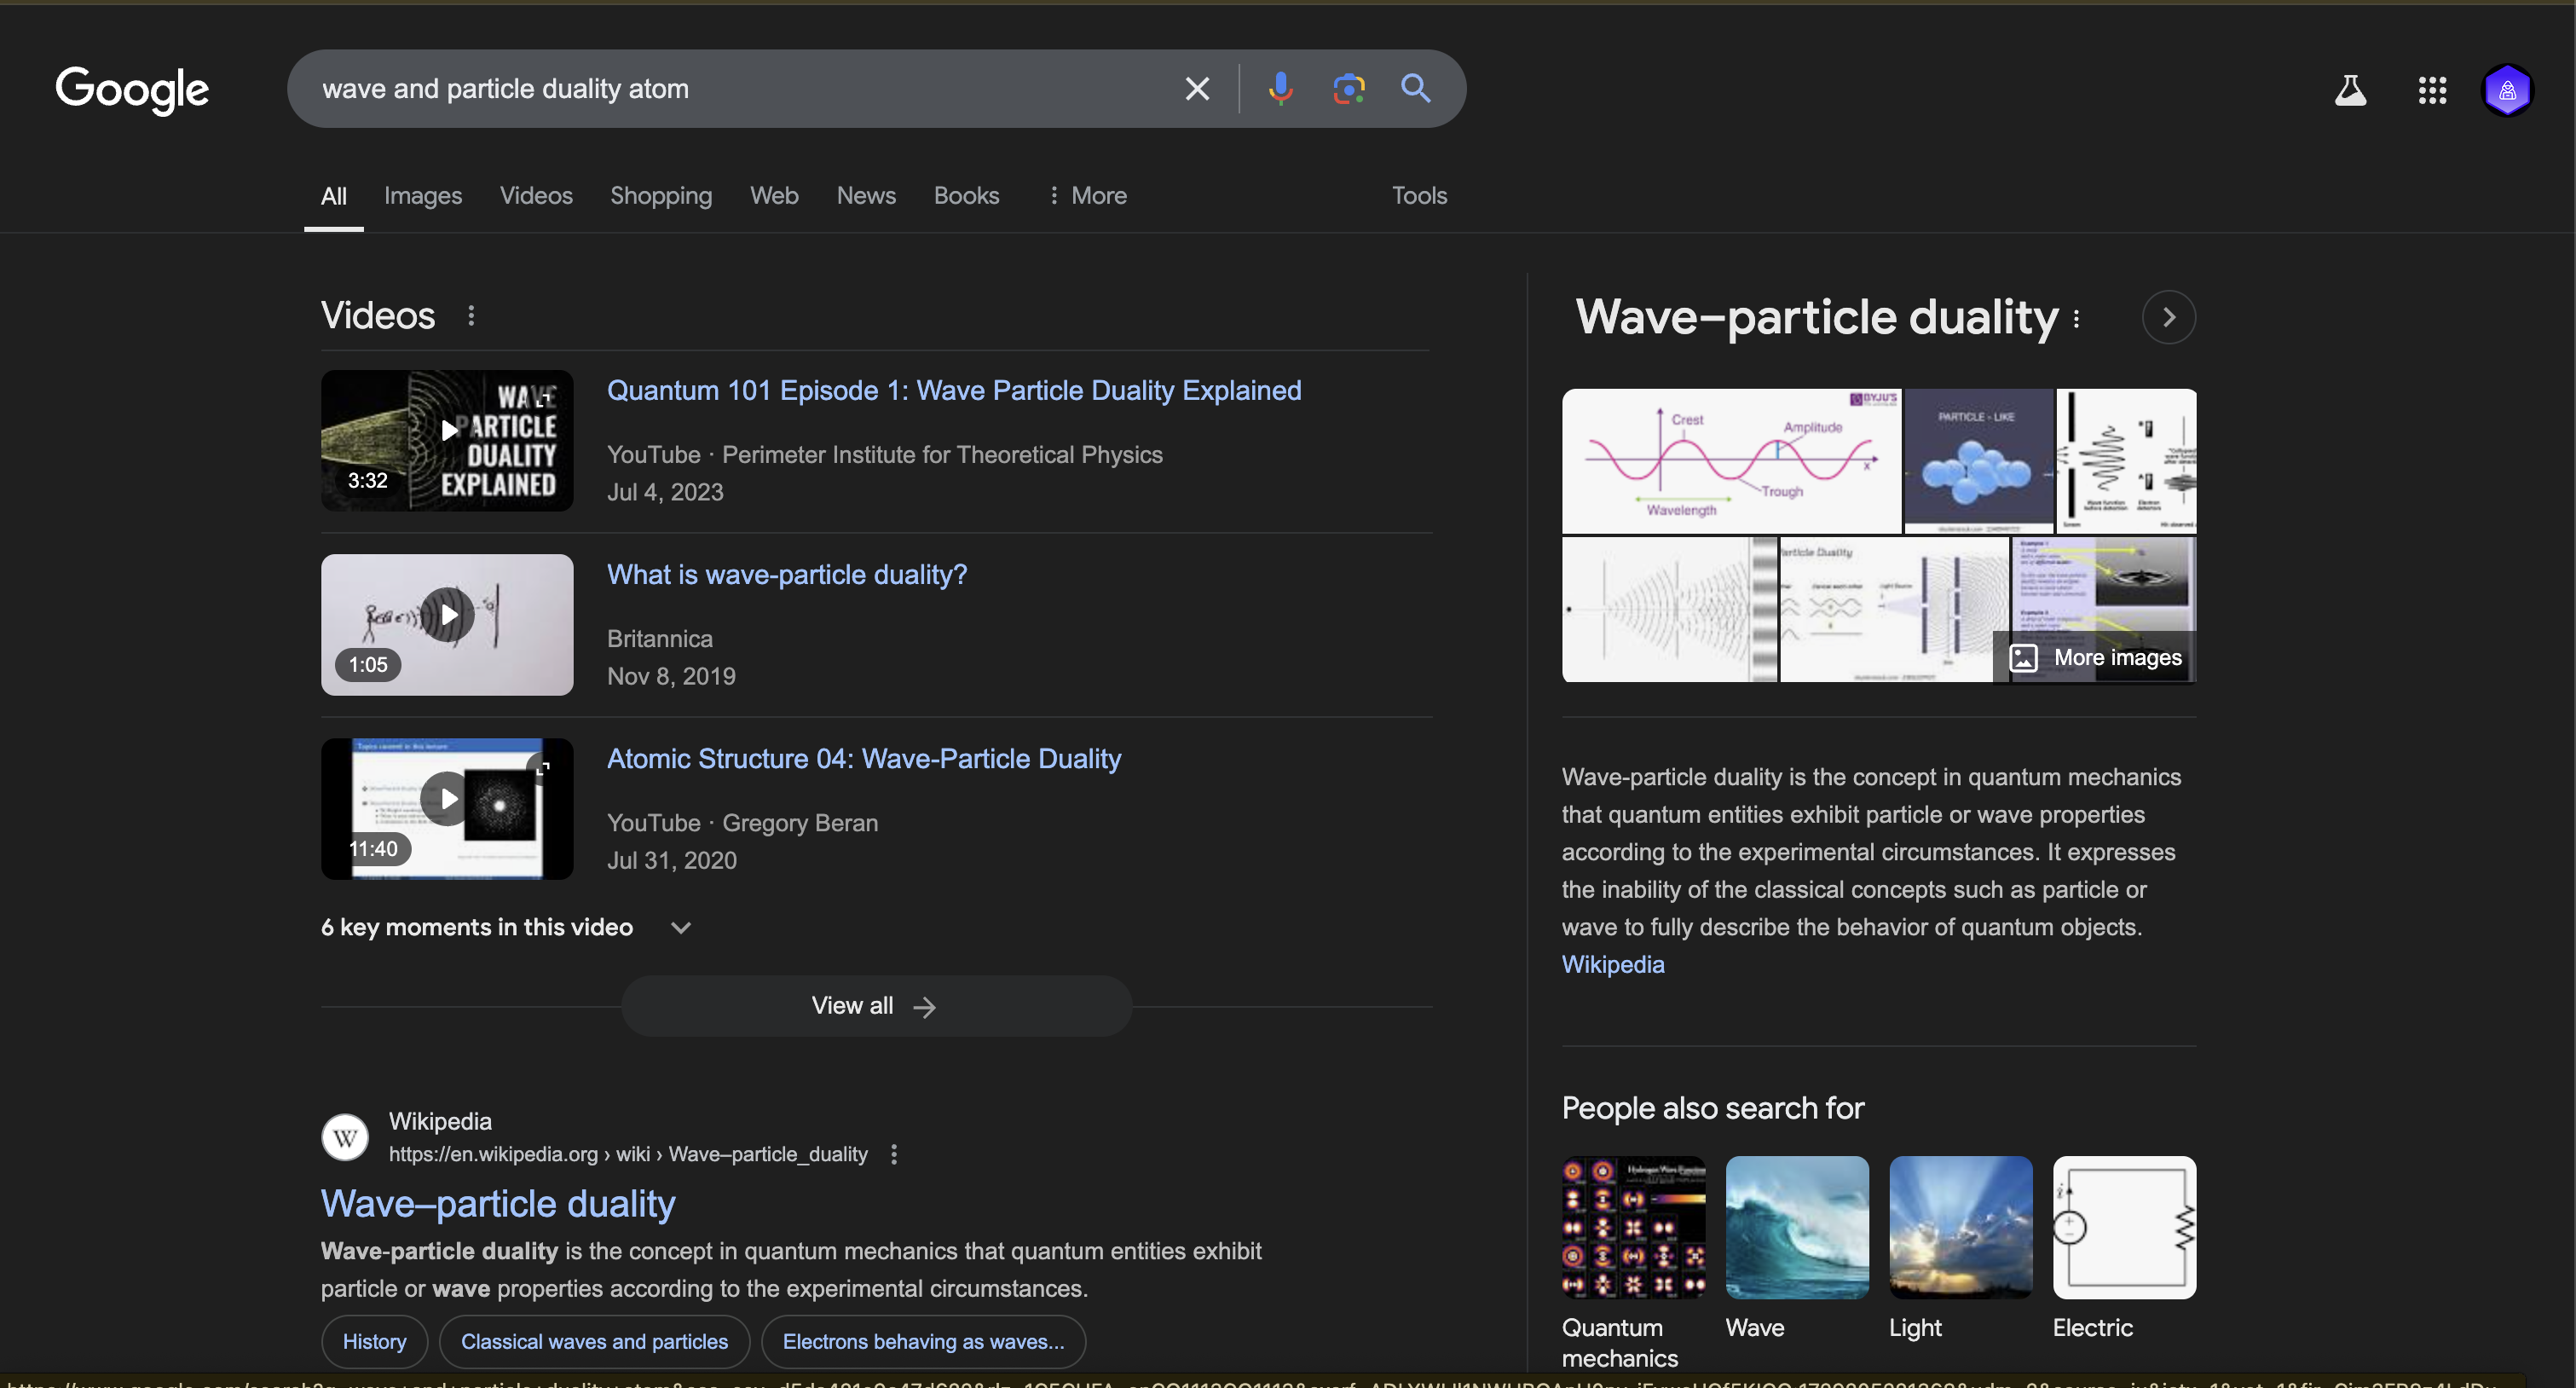 Google
wave and particle duality atom
All Images Videos Shopping Web News Books More Tools
Videos
WAVE
PARTICLE
DUALITY
EXPLAINED
3:32
Quantum 101 Episode 1: Wave Particle Duality Explained
YouTube · Perimeter Institute for Theoretical Physics
Jul 4, 2023
1:05
What is wave-particle duality?
Britannica
Nov 8, 2019
Topics covered in this lecture
11:40
Atomic Structure 04: Wave-Particle Duality
YouTube · Gregory Beran
Jul 31, 2020
6 key moments in this video
View all
Wikipedia
https://en.wikipedia.org › wiki › Wave–particle_duality
Wave–particle duality
Wave-particle duality is the concept in quantum mechanics that quantum entities exhibit
particle or wave properties according to the experimental circumstances.
History
Classical waves and particles
Electrons behaving as waves...
Wave–particle duality
BYJU'S
Crest
Amplitude
x
Trough
Wavelength
PARTICLE - LIKE
Particle Duality
More images
Wave-particle duality is the concept in quantum mechanics
that quantum entities exhibit particle or wave properties
according to the experimental circumstances. It expresses
the inability of the classical concepts such as particle or
wave to fully describe the behavior of quantum objects.
Wikipedia
People also search for
Quantum
mechanics
Wave
Light
Electric